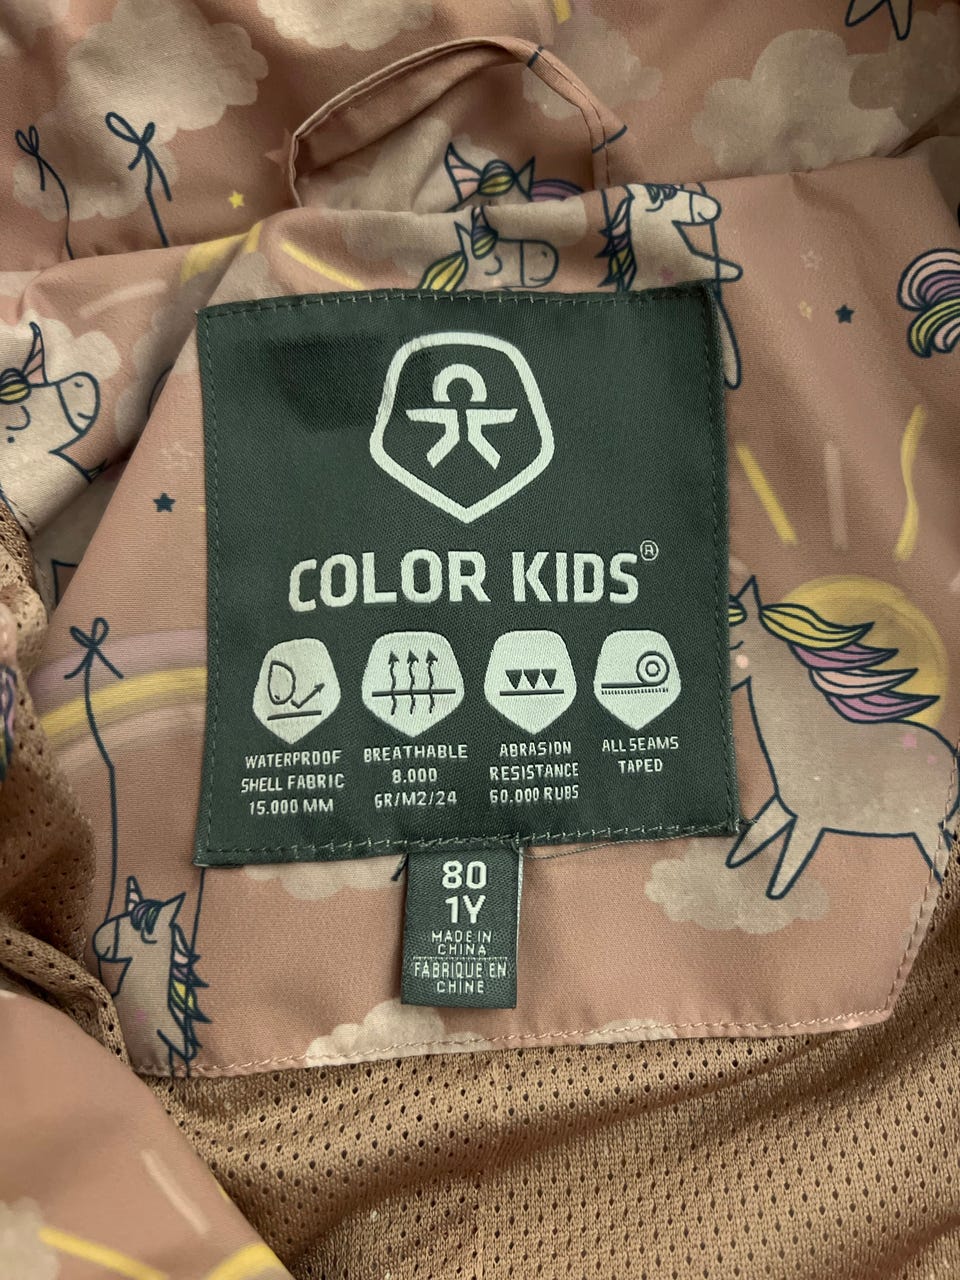 COLOR KIDS®
WATERPROOF
SHELL FABRIC
15.000 MM
BREATHABLE
8.000
GR/M2/24
ABRASION
RESISTANCE
50.000 RUBS
ALL SEAMS
TAPED
80
1Y
MADE IN
CHINA
FABRIQUE EN
CHINE